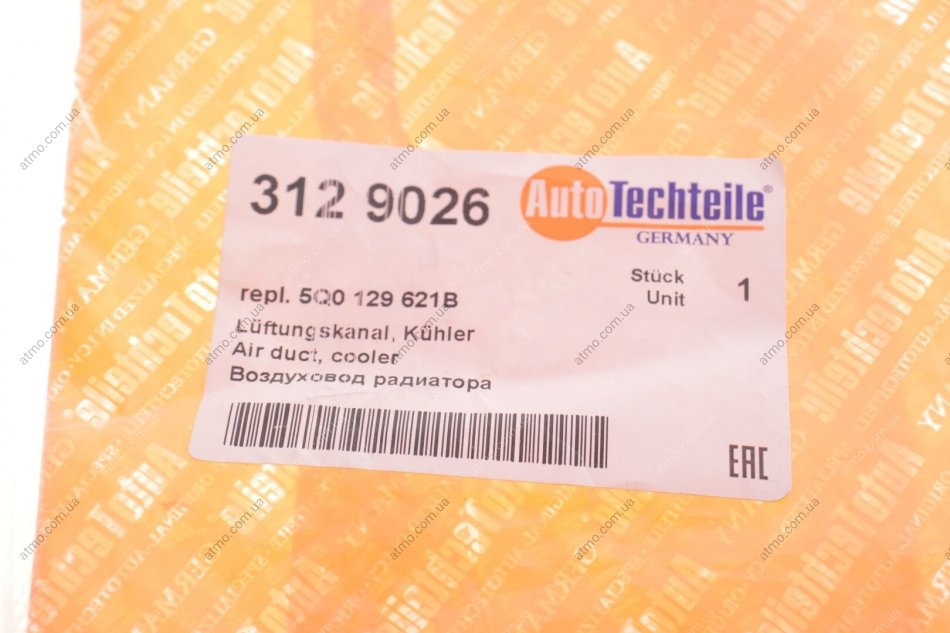 312 9026
AutoTechteile®
GERMANY
Stück
Unit
1
repl. 5Q0 129 621B
Lüftungskanal, Kühler
Air duct, cooler
Воздуховод радиатора
EAC
atmo.com.ua